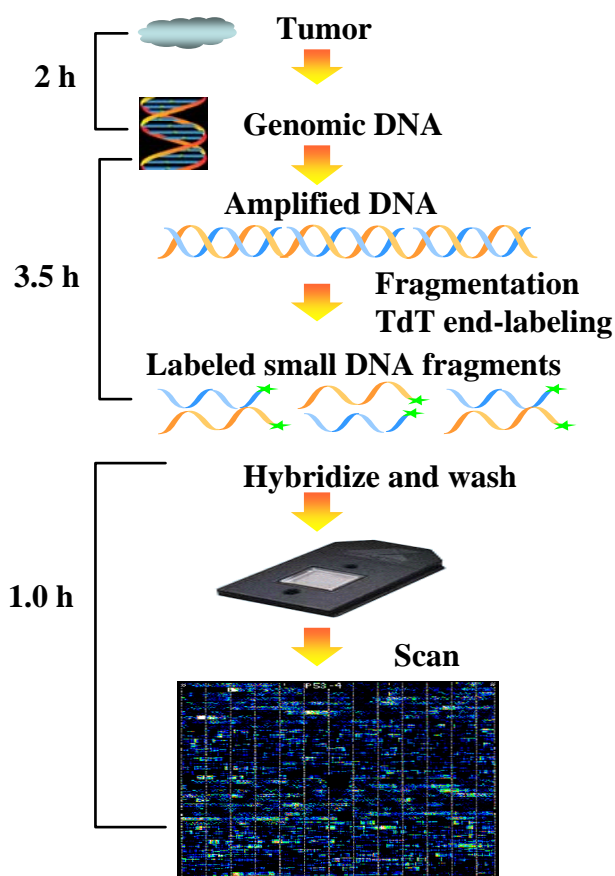 Tumor
2 h
Genomic DNA
Amplified DNA
3.5 h
Fragmentation
TdT end-labeling
Labeled small DNA fragments
Hybridize and wash
1.0 h
Scan
P53-4